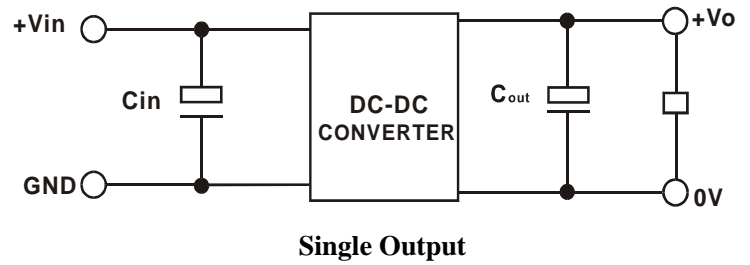 +Vin
+Vo
Cin
DC-DC
CONVERTER
Cout
GND
0V
Single Output